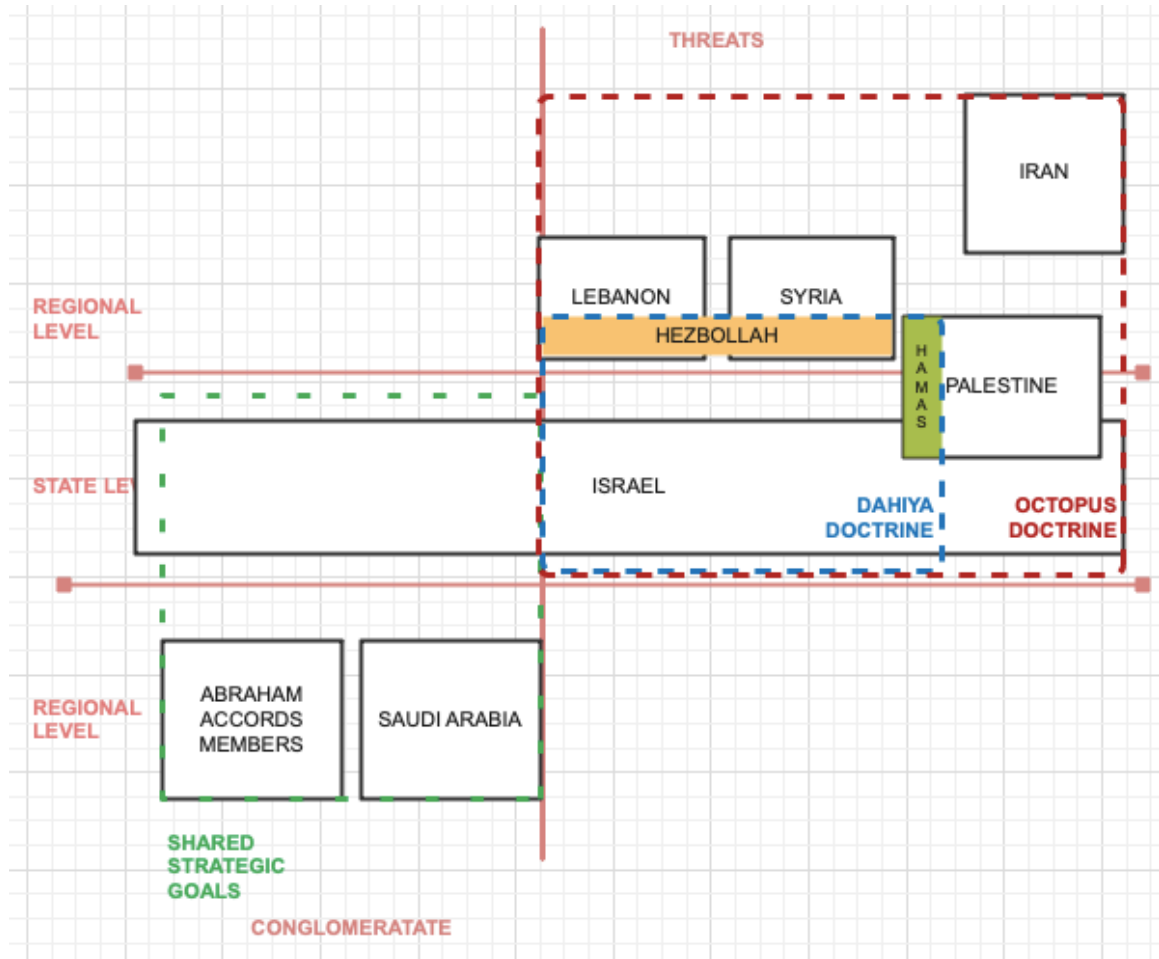 THREATS
IRAN
LEBANON
SYRIA
REGIONAL
LEVEL
HEZBOLLAH
HAMAS
PALESTINE
STATE LEV
ISRAEL
DAHIYA
DOCTRINE
OCTOPUS
DOCTRINE
ABRAHAM
ACCORDS
MEMBERS
SAUDI ARABIA
REGIONAL
LEVEL
SHARED
STRATEGIC
GOALS
CONGLOMERATATE